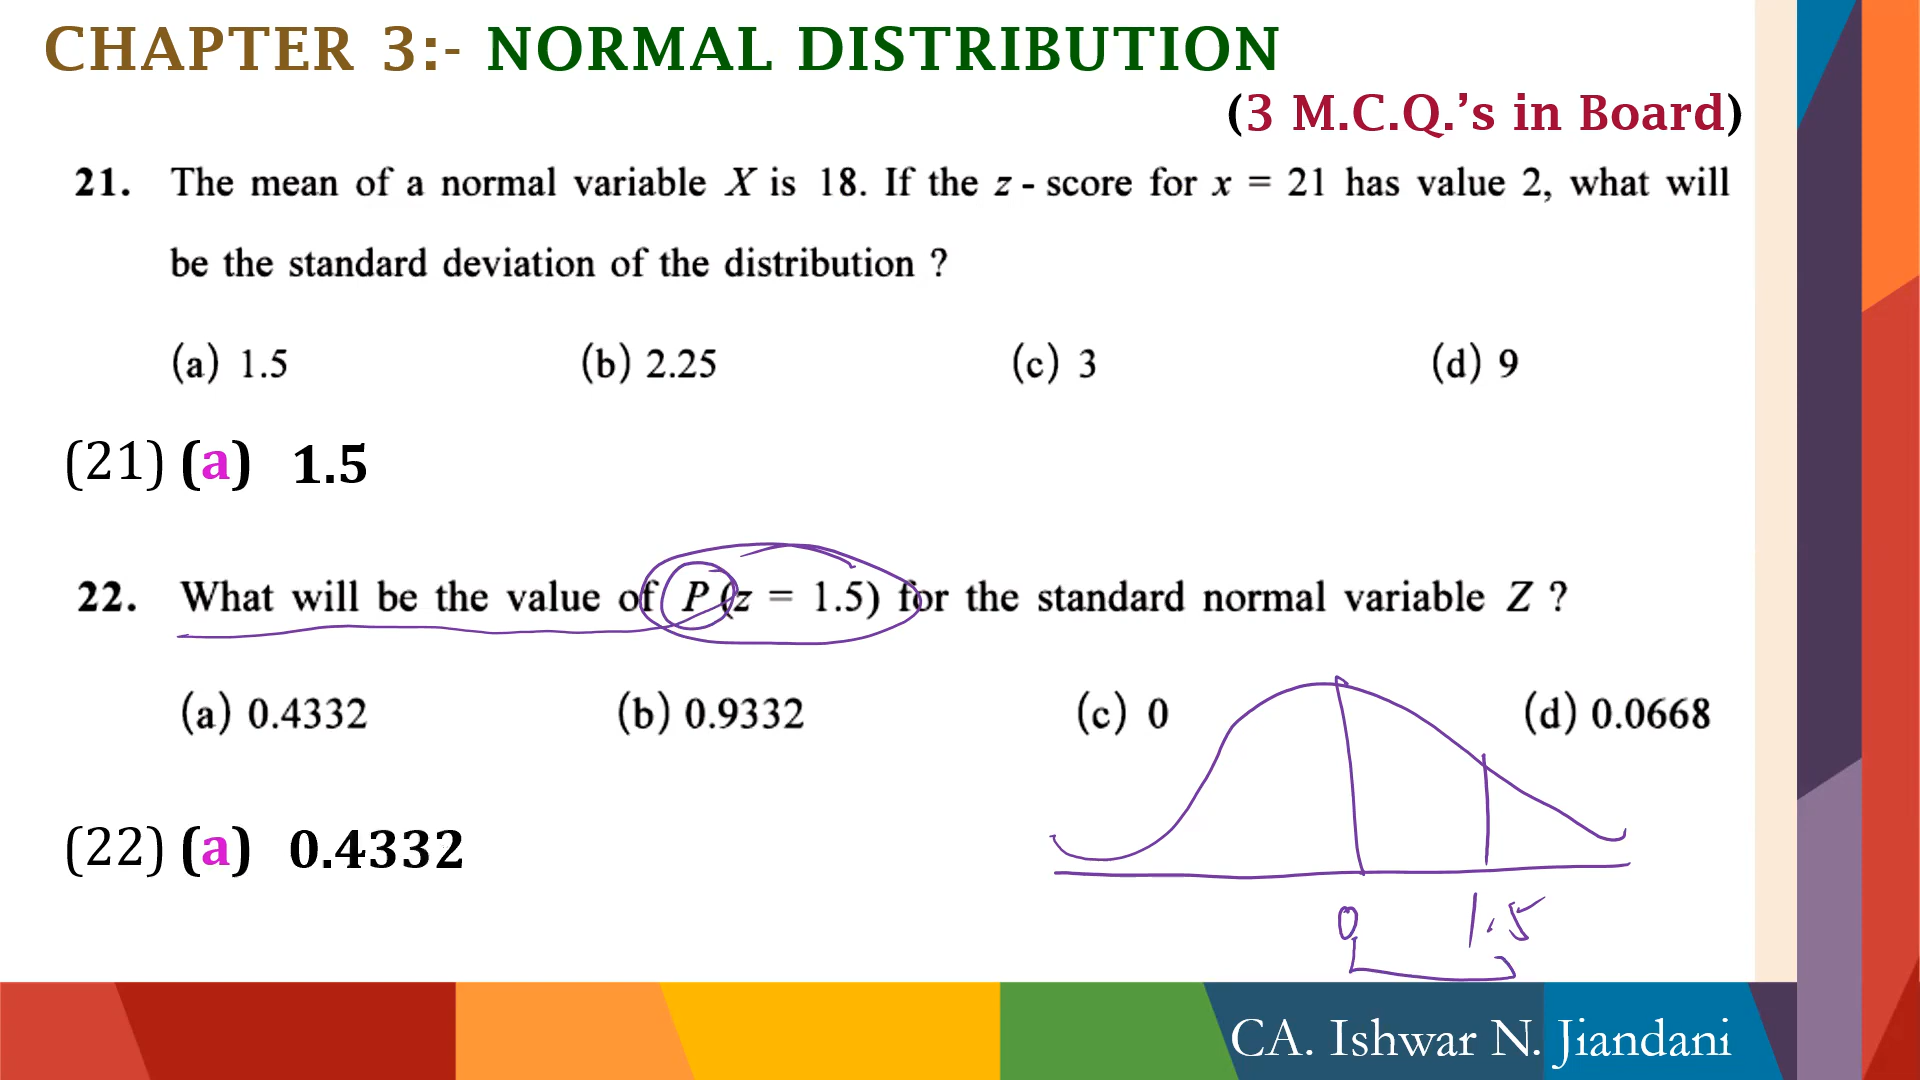 CHAPTER 3:- NORMAL DISTRIBUTION
(3 M.C.Q.’s in Board)
21. The mean of a normal variable X is 18. If the z - score for x = 21 has value 2, what will
be the standard deviation of the distribution ?
(a) 1.5 (b) 2.25 (c) 3 (d) 9
(21) (a) 1.5
22. What will be the value of P (z = 1.5) for the standard normal variable Z ?
(a) 0.4332 (b) 0.9332 (c) 0 (d) 0.0668
(22) (a) 0.4332
0 1.5
CA. Ishwar N. Jiandani